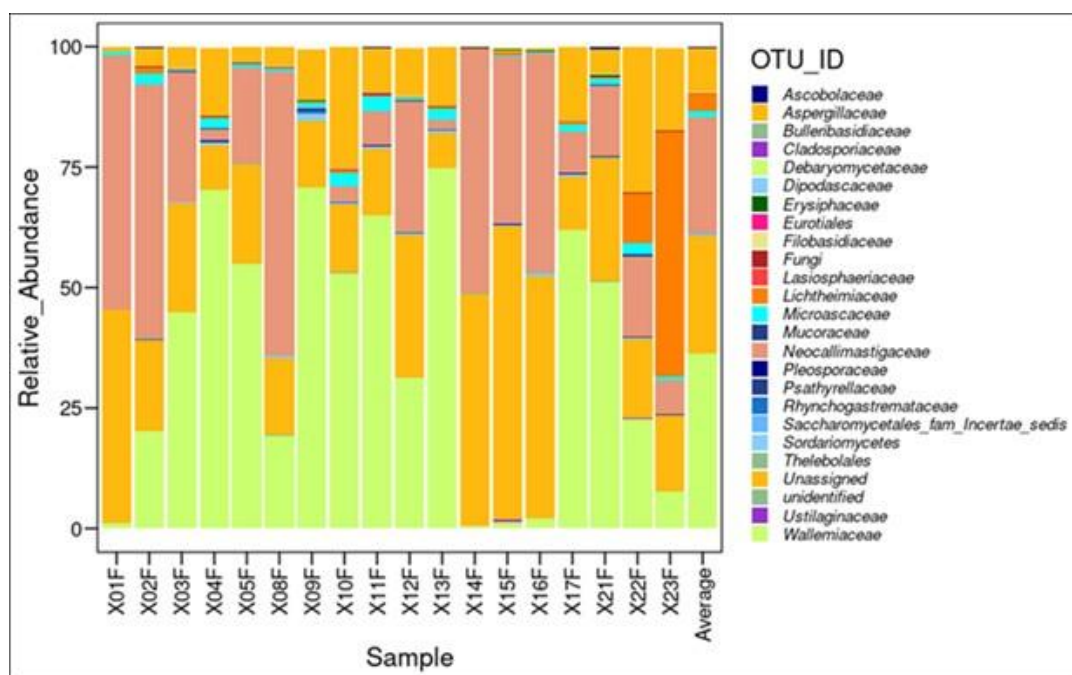 100
75
50
25
0
Relative_Abundance
X01F
X02F
X03F
X04F
X05F
X08F
X09F
X10F
X11F
X12F
X13F
X14F
X15F
X16F
X17F
X21F
X22F
X23F
Average
Sample
OTU_ID
Ascobolaceae
Aspergillaceae
Bulleribasidiaceae
Cladosporiaceae
Debaryomycetaceae
Dipodascaceae
Erysiphaceae
Eurotiales
Filobasidiaceae
Fungi
Lasiosphaeriaceae
Lichtheimiaceae
Microascaceae
Mucoraceae
Neocallimastigaceae
Pleosporaceae
Psathyrellaceae
Rhynchogastremataceae
Saccharomycetales_fam_Incertae_sedis
Sordariomycetes
Thelebolales
Unassigned
unidentified
Ustilaginaceae
Wallemiaceae